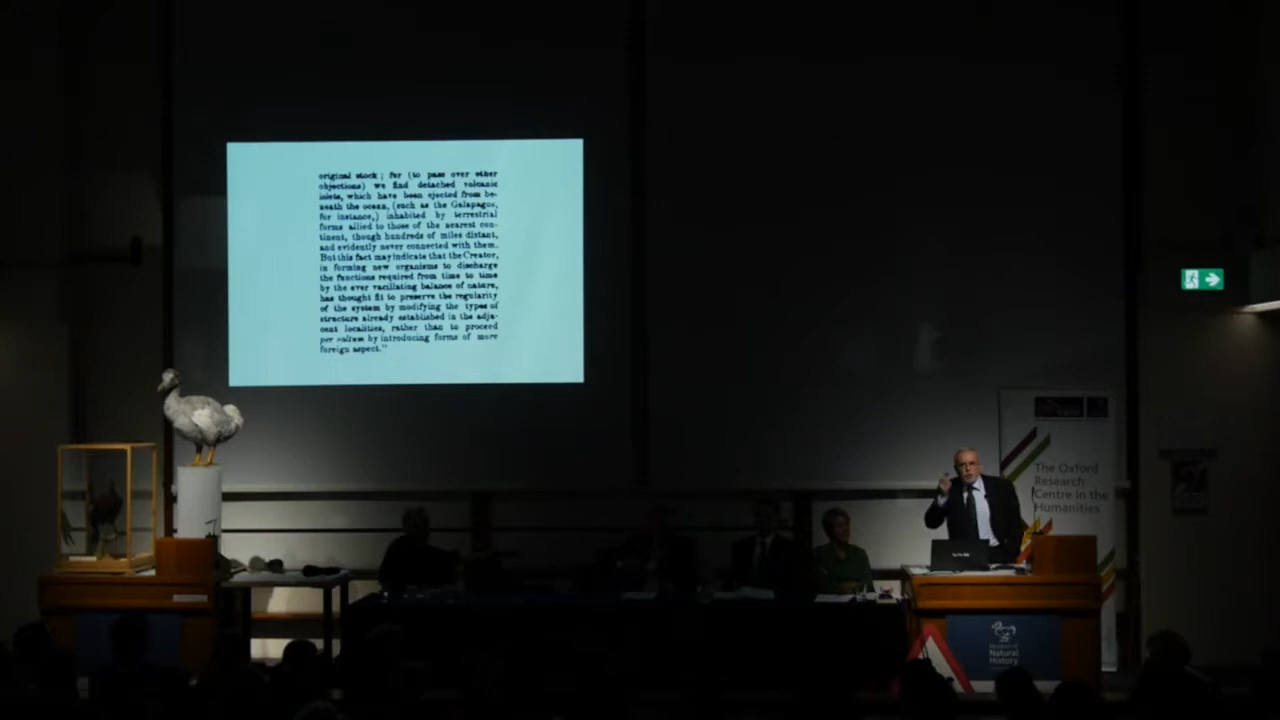 original stock ; for (to pass over other
objections) we find detached volcanic
islets, which have been ejected from be-
neath the ocean, (such as the Galapagos,
for instance,) inhabited by terrestrial
forms allied to those of the nearest con-
tinent, though hundreds of miles distant,
and evidently never connected with them.
But this fact may indicate that the Creator,
in forming new organisms to discharge
the functions required from time to time
by the ever vacillating balance of nature,
has thought fit to preserve the regularity
of the system by modifying the types of
structure already established in the adja-
cent localities, rather than to proceed
per saltum by introducing forms of more
foreign aspect."
The Oxford
Research
Centre in the
Humanities
Natural
History